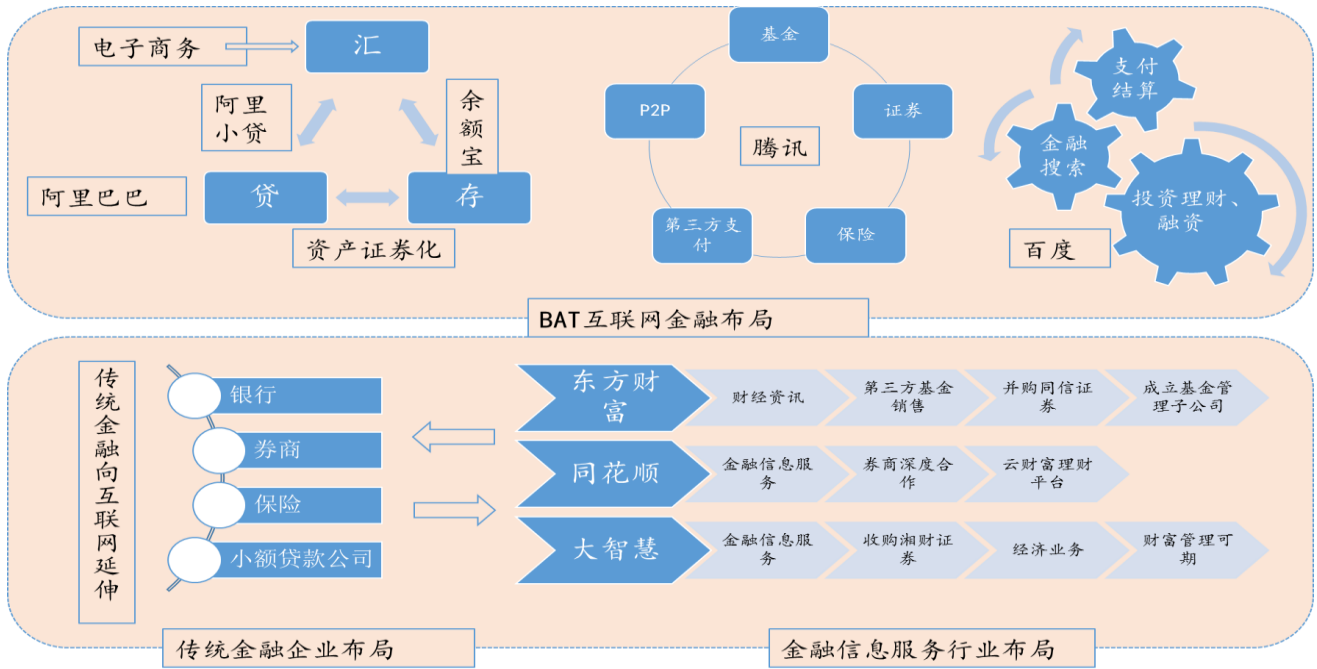 电子商务
汇
阿里
小贷
余
额
宝
阿里巴巴
贷
存
资产证券化
基金
P2P
证券
腾讯
第三方支
付
保险
支付
结算
金融
搜索
投资理财、
融资
百度
BAT互联网金融布局
传统金融向互联网延伸
银行
券商
保险
小额贷款公司
东方财
富
财经资讯
第三方基金
销售
并购同信证
券
成立基金管
理子公司
同花顺
金融信息服
务
券商深度合
作
云财富理财
平台
大智慧
金融信息服
务
收购湘财证
券
经济业务
财富管理可
期
传统金融企业布局
金融信息服务行业布局